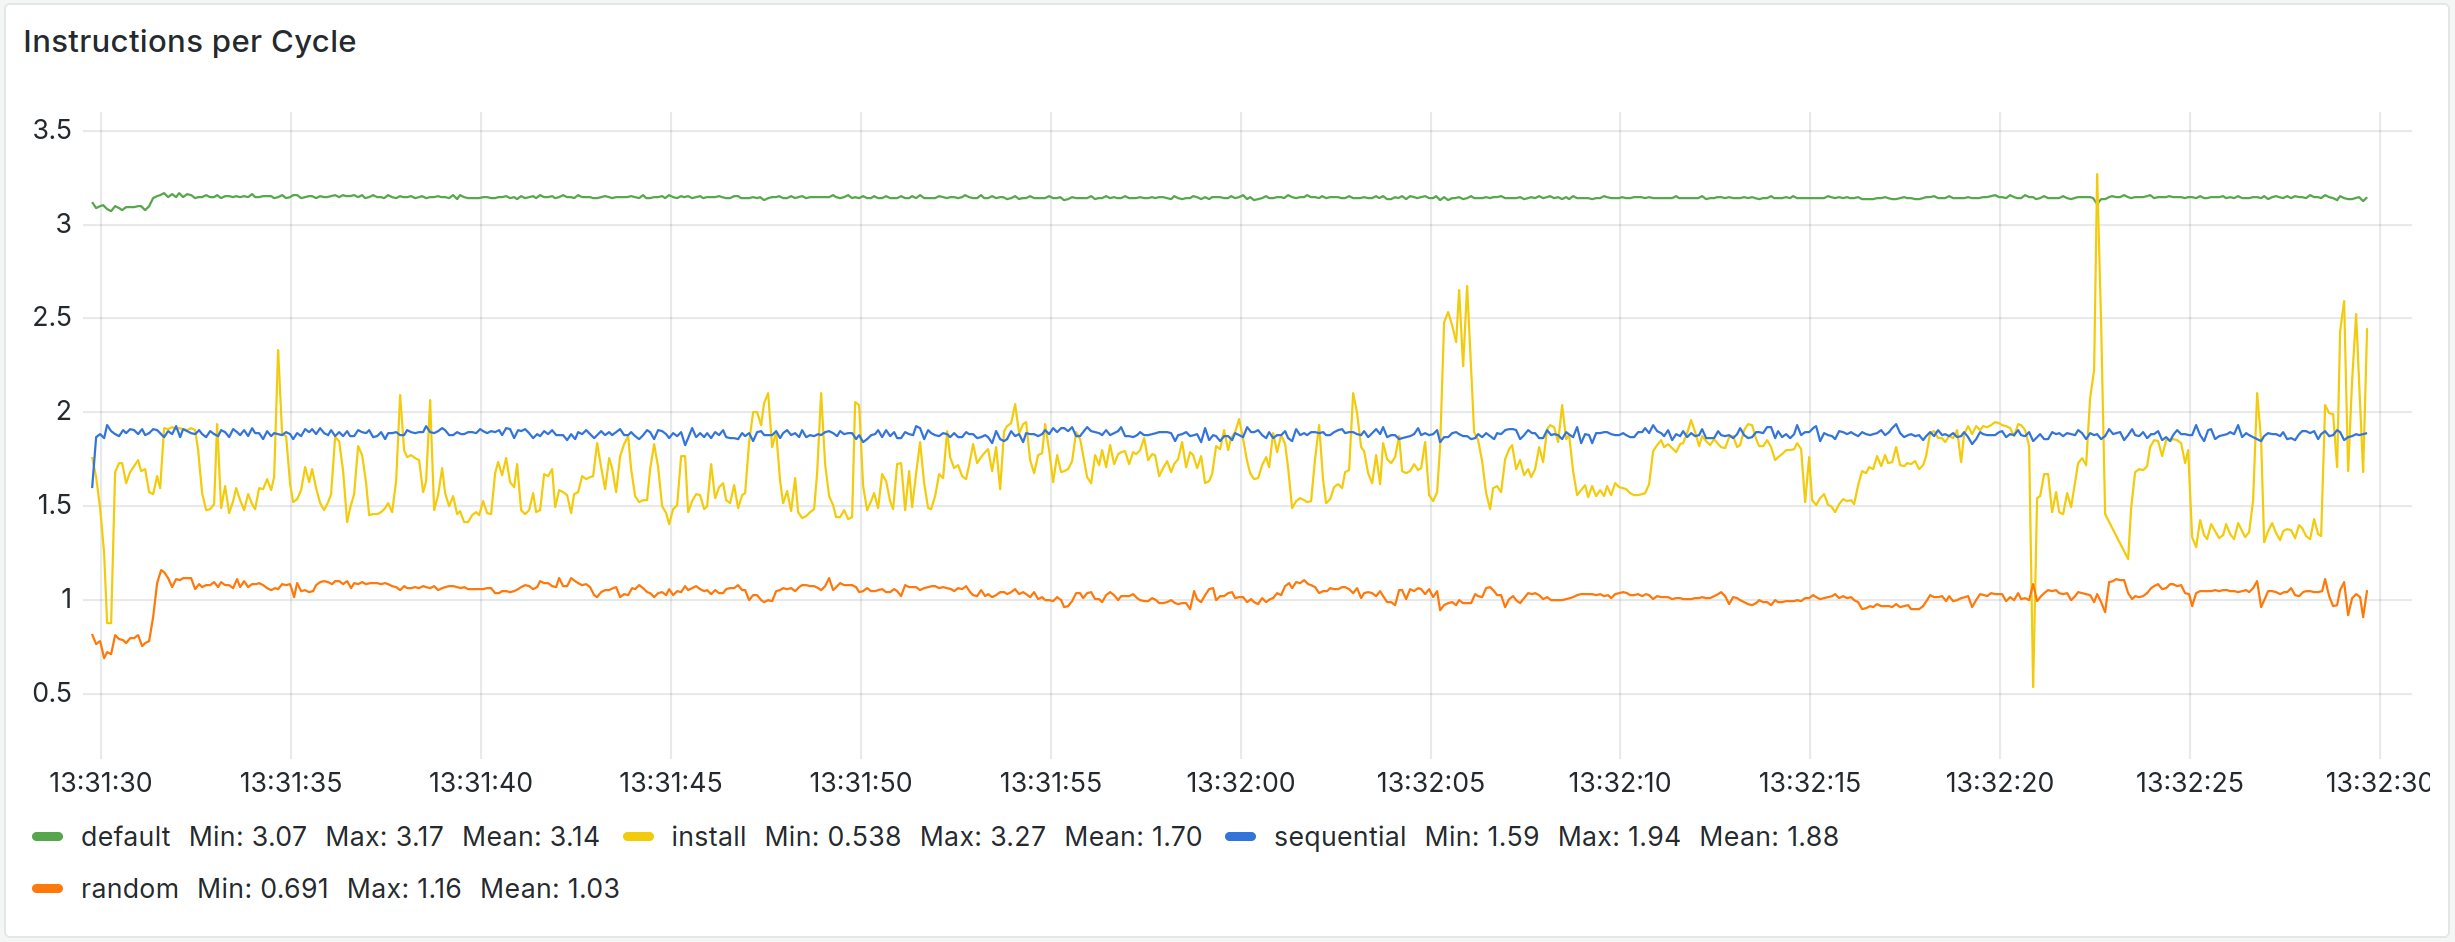 Instructions per Cycle
3.5
3
2.5
2
1.5
1
0.5
13:31:30 13:31:35 13:31:40 13:31:45 13:31:50 13:31:55 13:32:00 13:32:05 13:32:10 13:32:15 13:32:20 13:32:25 13:32:30
default Min: 3.07 Max: 3.17 Mean: 3.14 install Min: 0.538 Max: 3.27 Mean: 1.70 sequential Min: 1.59 Max: 1.94 Mean: 1.88
random Min: 0.691 Max: 1.16 Mean: 1.03